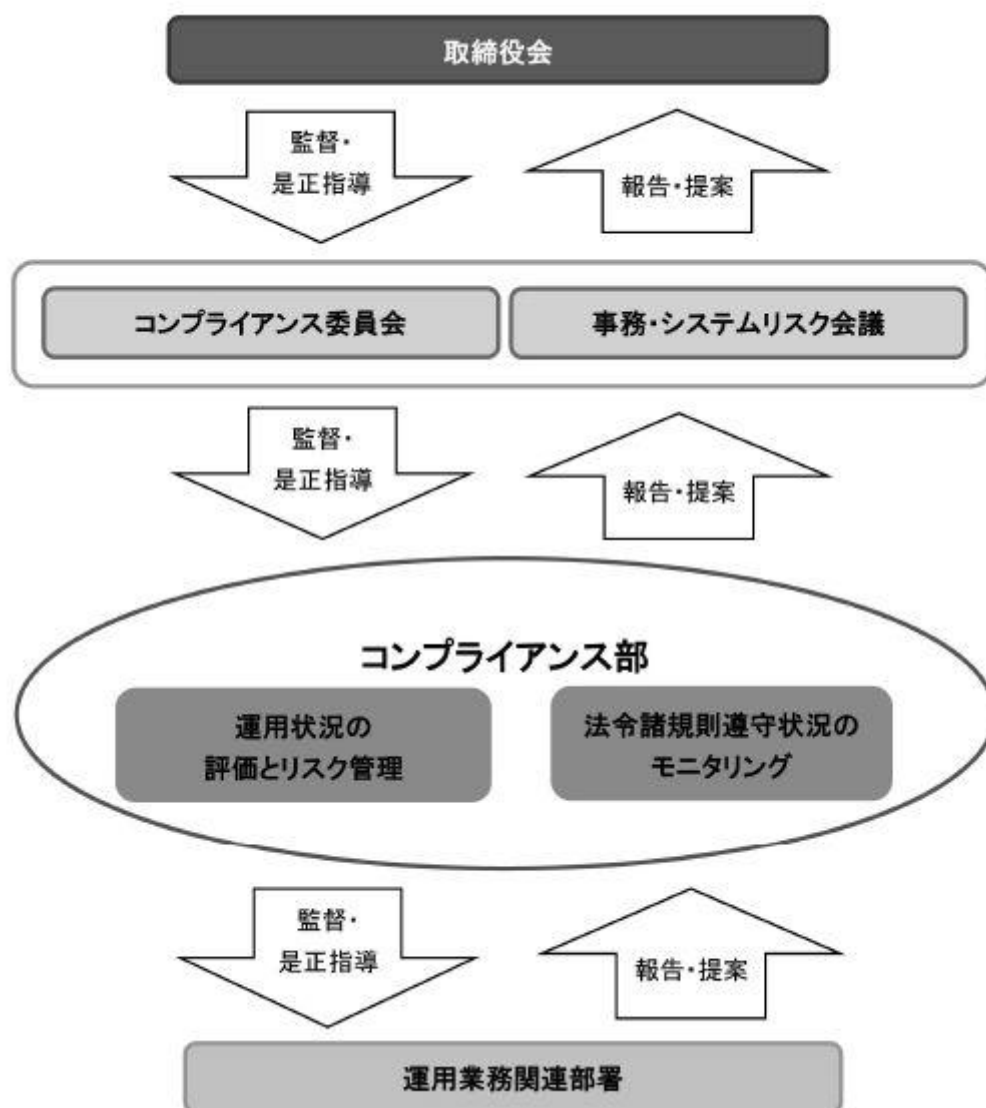 取締役会
監督・
是正指導
報告・提案
コンプライアンス委員会
事務・システムリスク会議
監督・
是正指導
報告・提案
コンプライアンス部
運用状況の
評価とリスク管理
法令諸規則遵守状況の
モニタリング
監督・
是正指導
報告・提案
運用業務関連部署